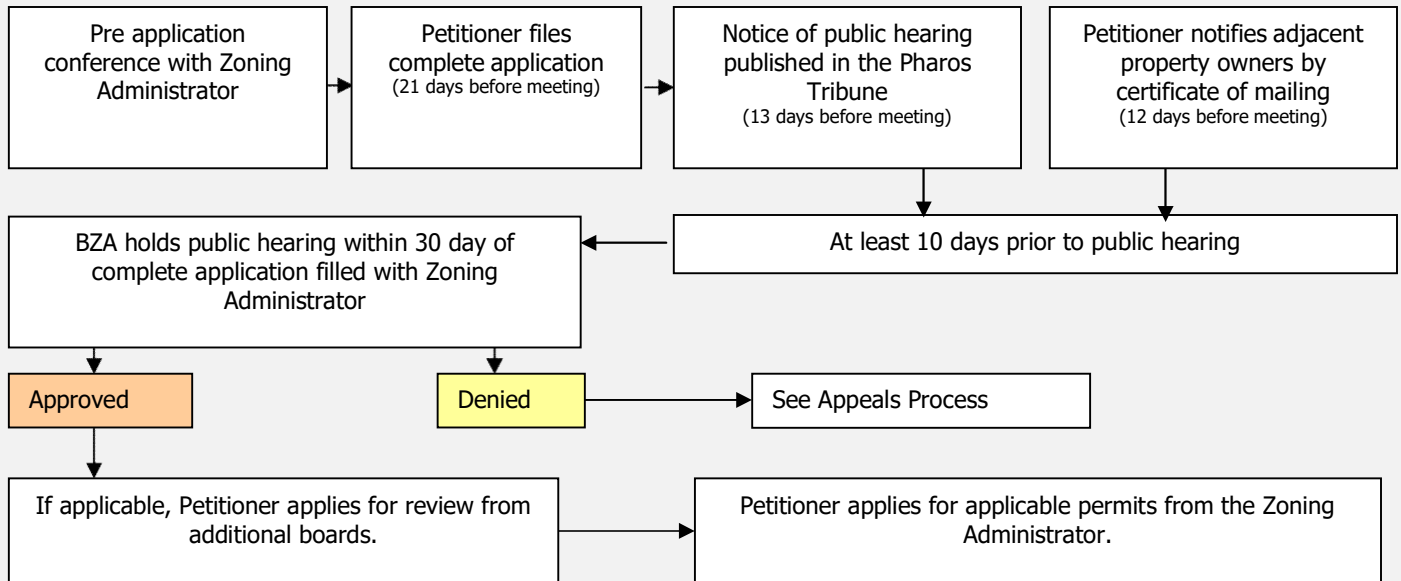 Pre application
conference with Zoning
Administrator
Petitioner files
complete application
(21 days before meeting)
Notice of public hearing
published in the Pharos
Tribune
(13 days before meeting)
Petitioner notifies adjacent
property owners by
certificate of mailing
(12 days before meeting)
At least 10 days prior to public hearing
BZA holds public hearing within 30 day of
complete application filled with Zoning
Administrator
Approved
Denied
See Appeals Process
If applicable, Petitioner applies for review from
additional boards.
Petitioner applies for applicable permits from the Zoning
Administrator.